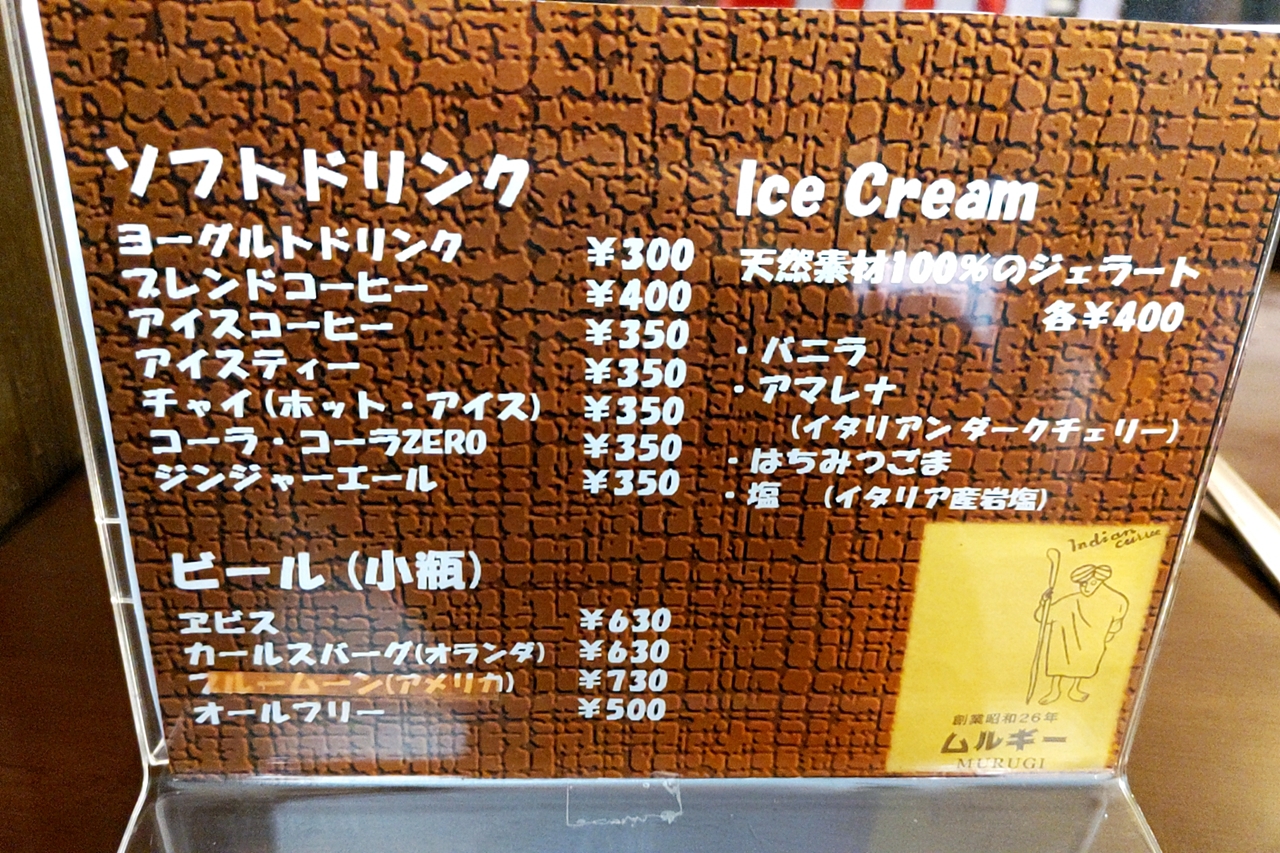 ソフトドリンク
ヨーグルトドリンク ¥300
ブレンドコーヒー ¥400
アイスコーヒー ¥350
アイスティー ¥350
チャイ(ホット・アイス) ¥350
コーラ・コーラZERO ¥350
ジンジャーエール ¥350
ビール(小瓶)
ヱビス ¥630
カールスバーグ(オランダ) ¥630
ブルームーン(アメリカ) ¥730
オールフリー ¥500
Ice Cream
天然素材100%のジェラート
各¥400
・バニラ
・アマレナ
(イタリアンダークチェリー)
・はちみつごま
・塩 (イタリア産岩塩)
Indian
curry
創業昭和26年
ムルギー
MURUGI